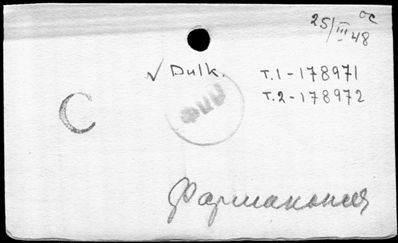 25/III 48
√ Dulk. т.1-178971
т.2-178972
С
Фармакопея